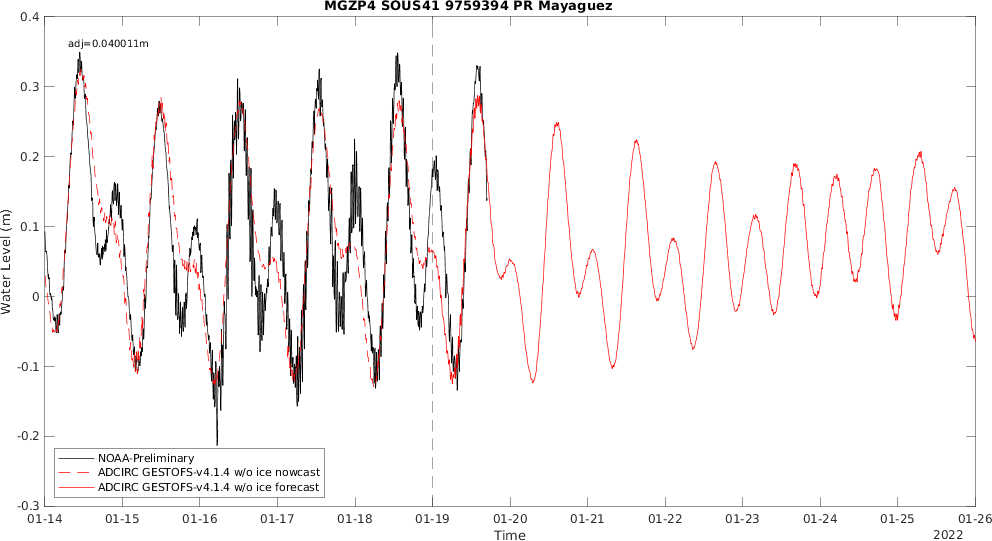 MGZP4 SOUS41 9759394 PR Mayaguez
adj=0.040011m
Water Level (m)
0.4
0.3
0.2
0.1
0
-0.1
-0.2
-0.3
NOAA-Preliminary
ADCIRC GESTOFS-v4.1.4 w/o ice nowcast
ADCIRC GESTOFS-v4.1.4 w/o ice forecast
01-14 01-15 01-16 01-17 01-18 01-19 01-20 01-21 01-22 01-23 01-24 01-25 01-26
Time
2022